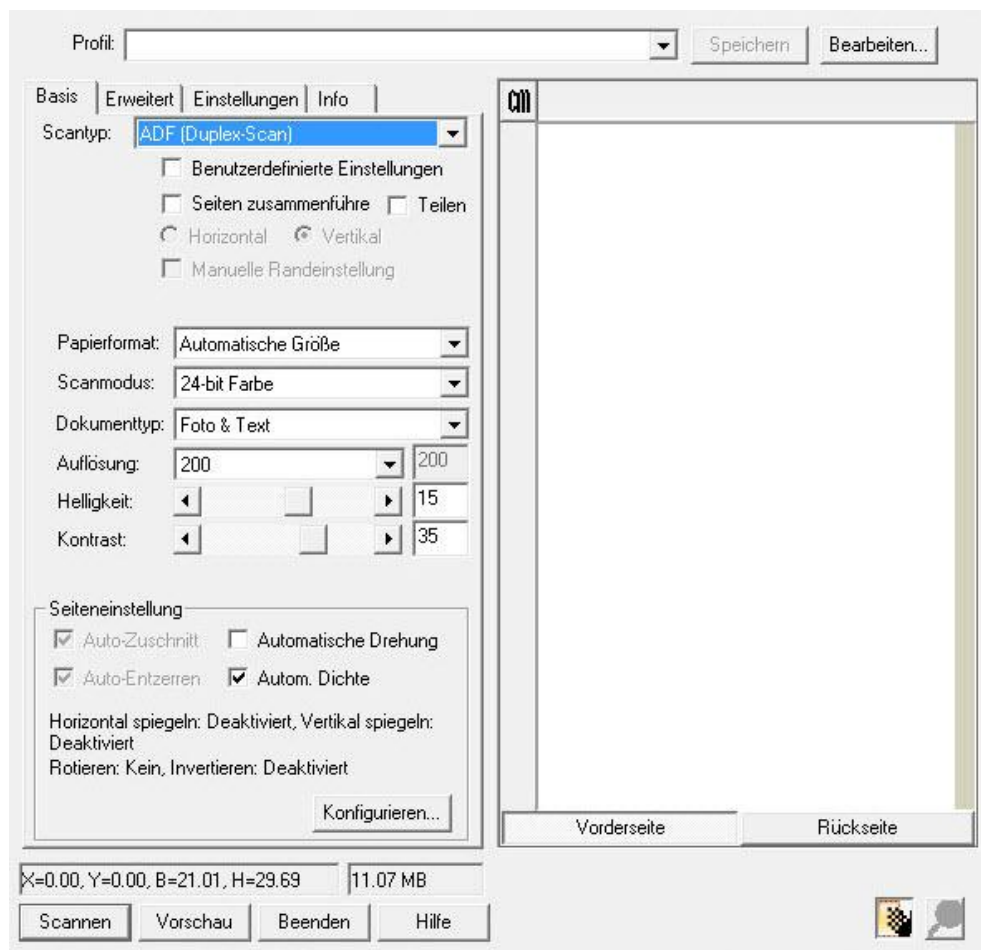 Profil: Speichern Bearbeiten...
Basis Erweitert Einstellungen Info
cm
Scantyp: ADF (Duplex-Scan)
Benutzerdefinierte Einstellungen
Seiten zusammenführe Teilen
Horizontal Vertikal
Manuelle Randeinstellung
Papierformat: Automatische Größe
Scanmodus: 24-bit Farbe
Dokumenttyp: Foto & Text
Auflösung: 200 200
Helligkeit: 15
Kontrast: 35
Seiteneinstellung
Auto-Zuschnitt Automatische Drehung
Auto-Entzerren Autom. Dichte
Horizontal spiegeln: Deaktiviert, Vertikal spiegeln:
Deaktiviert
Rotieren: Kein, Invertieren: Deaktiviert
Konfigurieren...
Vorderseite Rückseite
X=0.00, Y=0.00, B=21.01, H=29.69 11.07 MB
Scannen Vorschau Beenden Hilfe